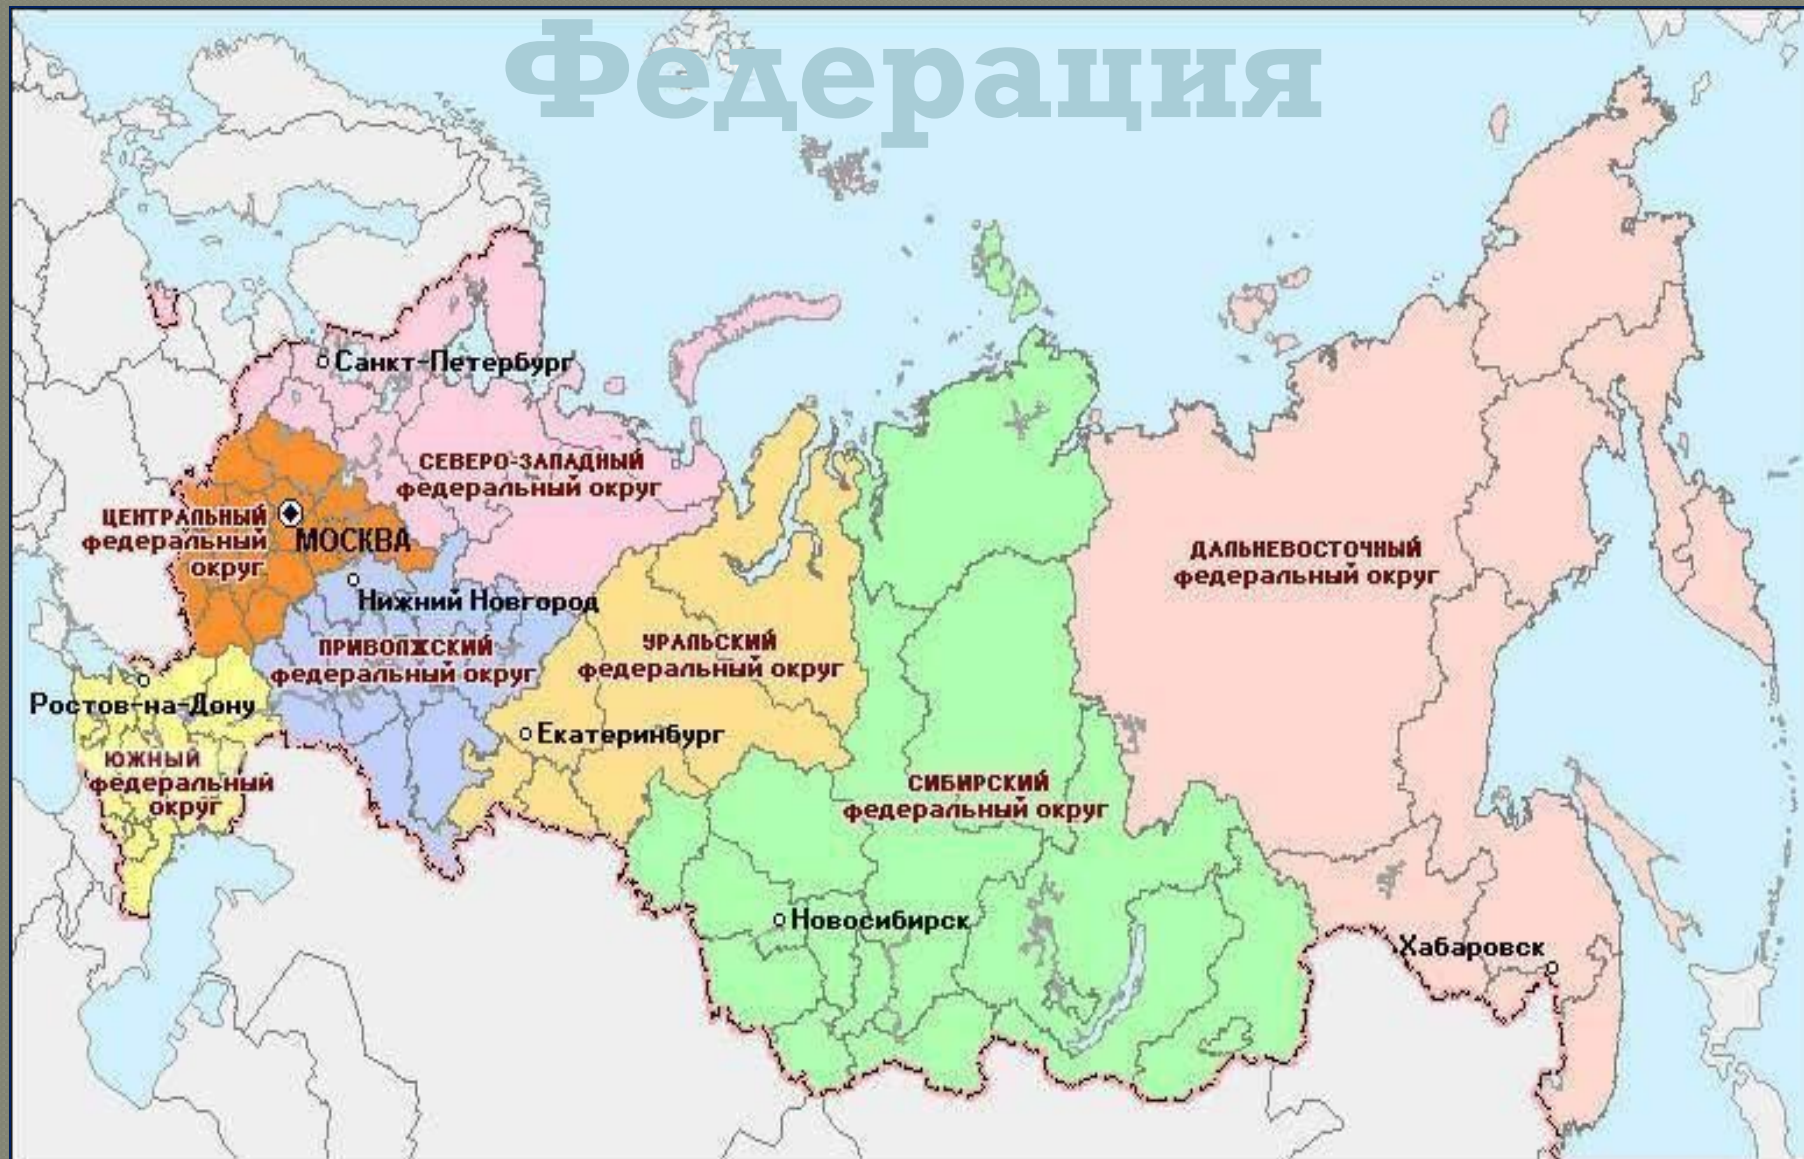 Федерация
Санкт-Петербург
СЕВЕРО-ЗАПАДНЫЙ
федеральный округ
ЦЕНТРАЛЬНЫЙ
федеральный
округ
МОСКВА
Нижний Новгород
ПРИВОЛЖСКИЙ
федеральный округ
УРАЛЬСКИЙ
федеральный округ
ДАЛЬНЕВОСТОЧНЫЙ
федеральный округ
Ростов-на-Дону
Екатеринбург
ЮЖНЫЙ
федеральный
округ
СИБИРСКИЙ
федеральный округ
Новосибирск
Хабаровск